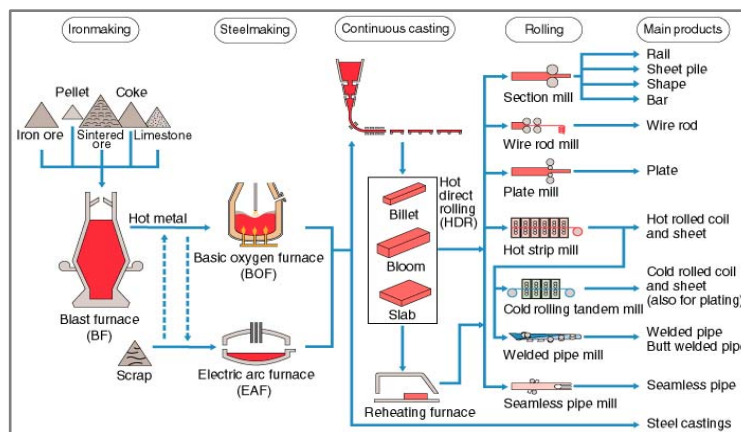 Ironmaking
Steelmaking
Continuous casting
Rolling
Main products
Pellet
Coke
Iron ore
Sintered
ore
Limestone
Hot metal
Blast furnace
(BF)
Scrap
Basic oxygen furnace
(BOF)
Electric arc furnace
(EAF)
Billet
Bloom
Slab
Hot
direct
rolling
(HDR)
Reheating furnace
Section mill
Wire rod mill
Plate mill
Hot strip mill
Cold rolling tandem mill
Welded pipe mill
Seamless pipe mill
Rail
Sheet pile
Shape
Bar
Wire rod
Plate
Hot rolled coil
and sheet
Cold rolled coil
and sheet
(also for plating)
Welded pipe
Butt welded pipe
Seamless pipe
Steel castings